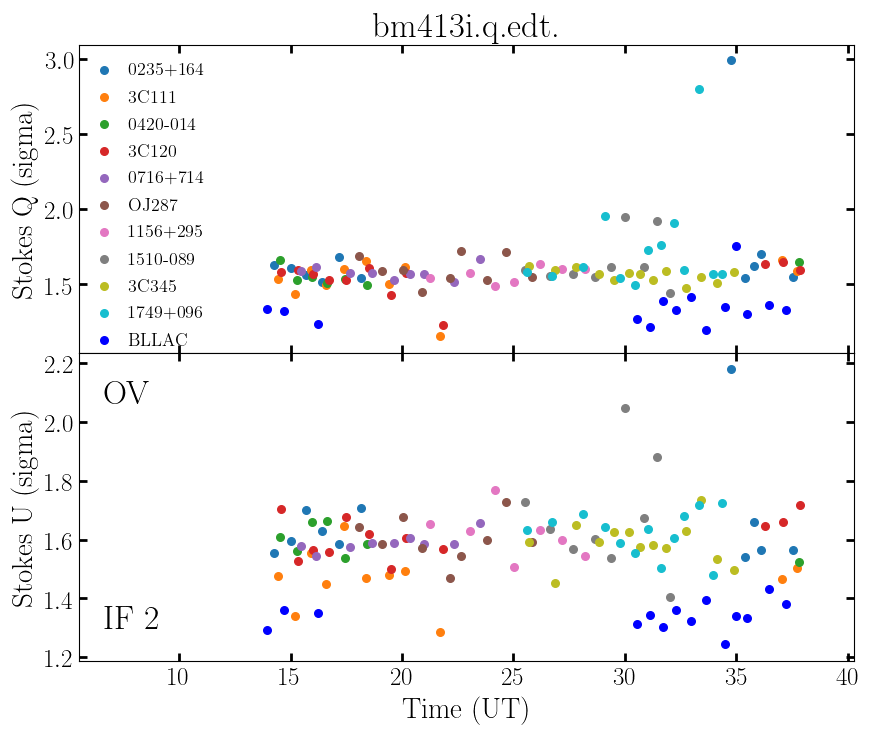 bm413i.q.edt.
Stokes Q (sigma)
3.0
2.5
2.0
1.5
0235+164
3C111
0420-014
3C120
0716+714
OJ287
1156+295
1510-089
3C345
1749+096
BLLAC
Stokes U (sigma)
2.2
2.0
1.8
1.6
1.4
1.2
OV
IF 2
10 15 20 25 30 35 40
Time (UT)